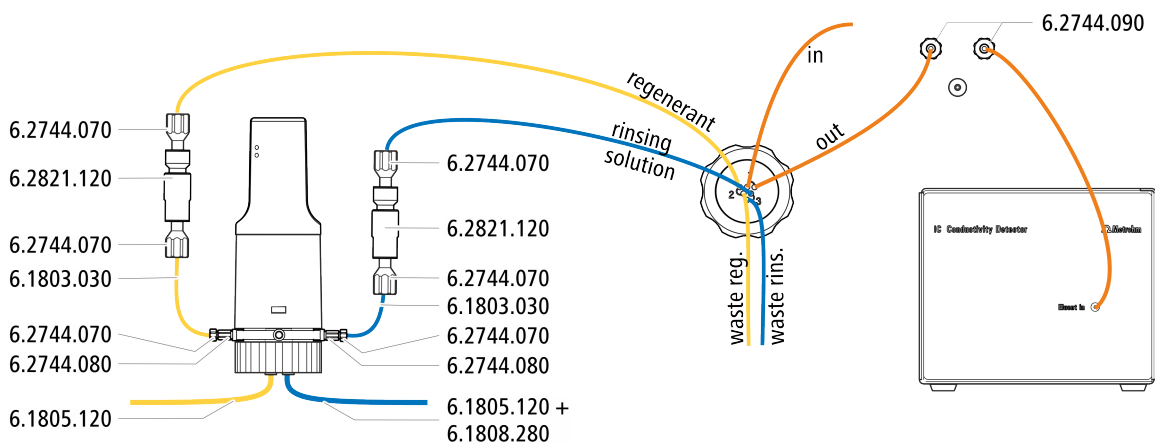 6.2744.070
6.2821.120
6.2744.070
6.1803.030
6.2744.070
6.2744.080
6.1805.120
6.2744.070
6.2821.120
6.2744.070
6.1803.030
6.2744.070
6.2744.080
6.1805.120 +
6.1808.280
regenerant
rinsing
solution
in
out
1
2
3
waste reg.
waste rins.
6.2744.090
IC Conductivity Detector
Metrohm
Eluent in